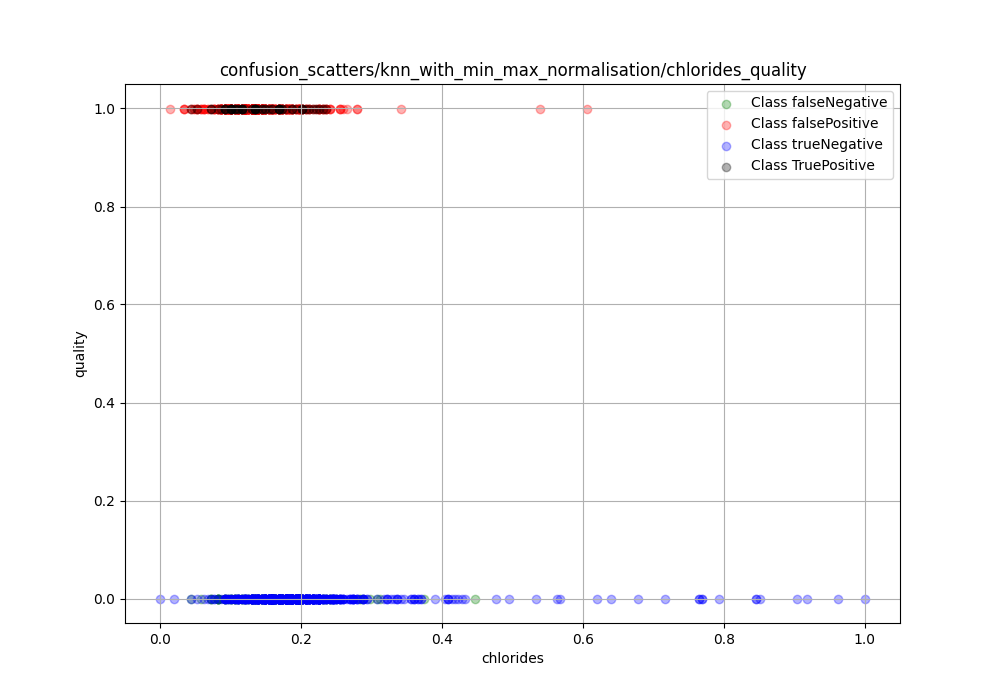 confusion_scatters/knn_with_min_max_normalisation/chlorides_quality
Class falseNegative
Class falsePositive
Class trueNegative
Class TruePositive
1.0
0.8
0.6
0.4
0.2
0.0
quality
0.0 0.2 0.4 0.6 0.8 1.0
chlorides